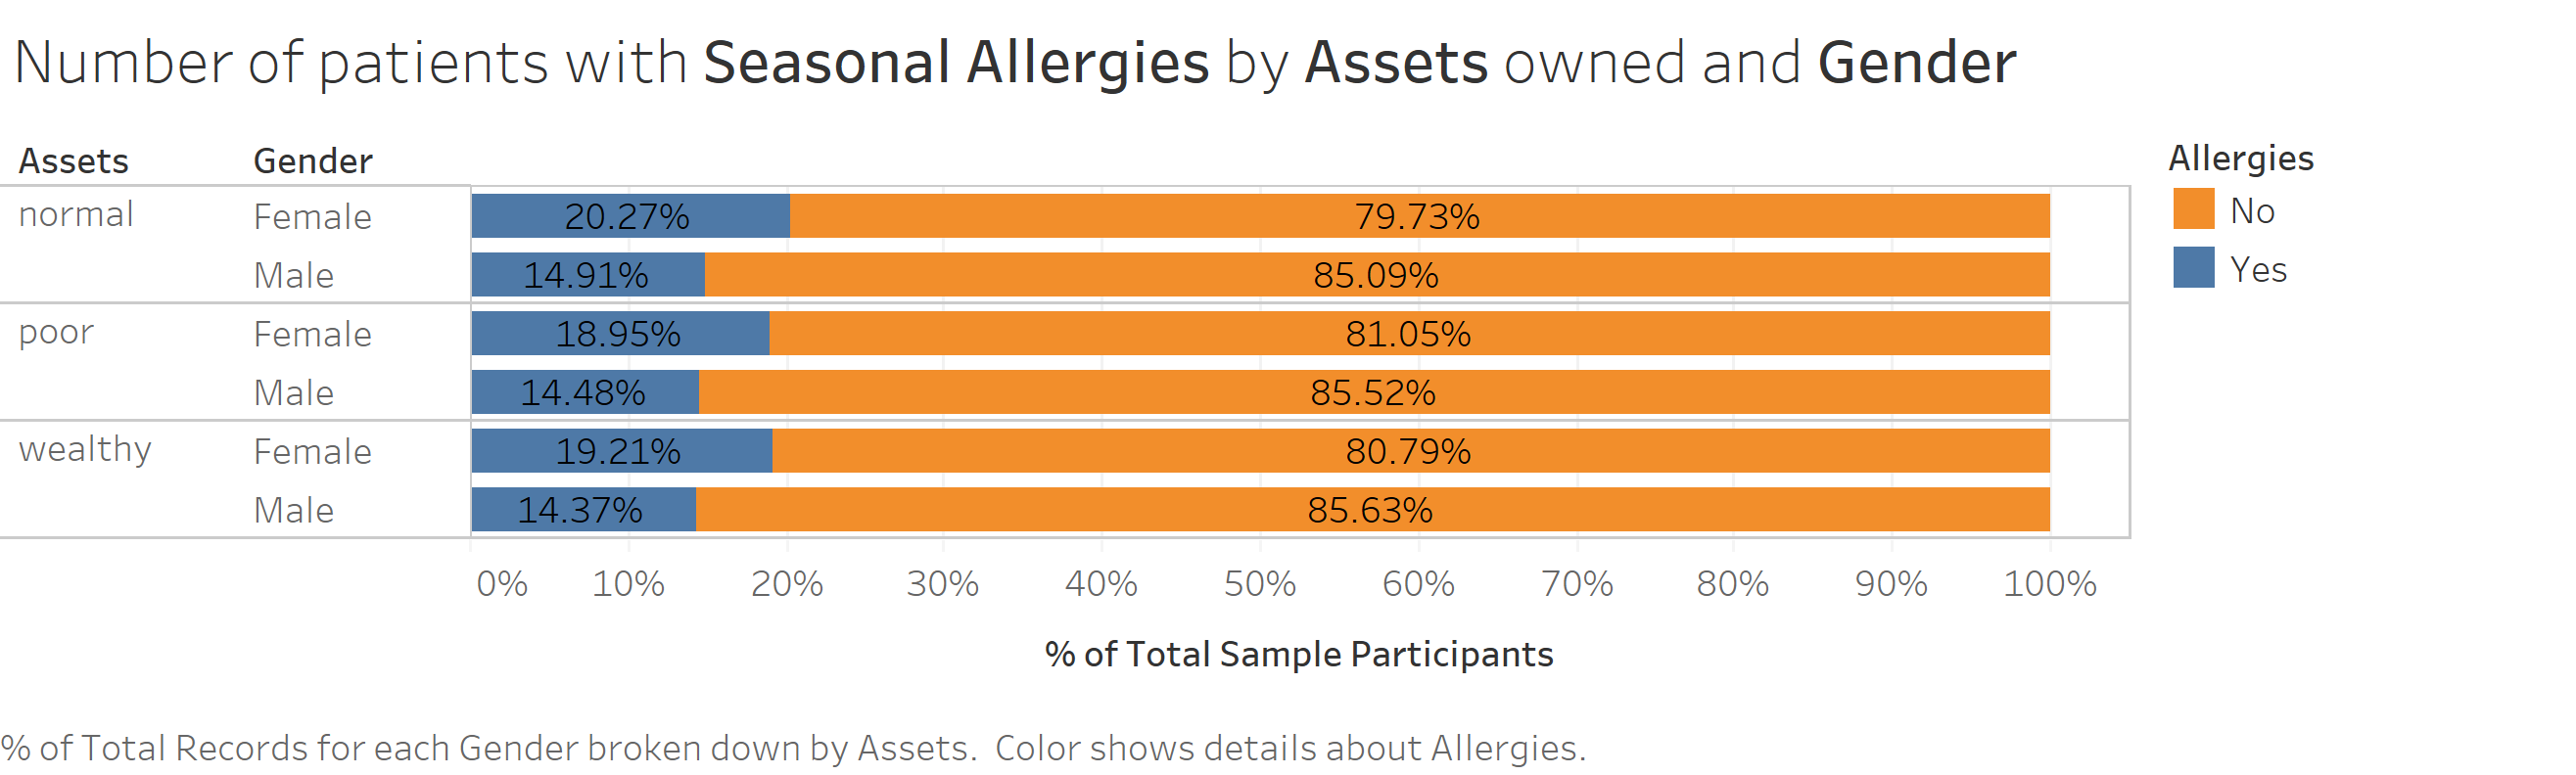 Number of patients with Seasonal Allergies by Assets owned and Gender
Assets Gender
Allergies
normal Female 20.27% 79.73%
No
Male 14.91% 85.09%
Yes
poor Female 18.95% 81.05%
Male 14.48% 85.52%
wealthy Female 19.21% 80.79%
Male 14.37% 85.63%
0% 10% 20% 30% 40% 50% 60% 70% 80% 90% 100%
% of Total Sample Participants
% of Total Records for each Gender broken down by Assets.  Color shows details about Allergies.